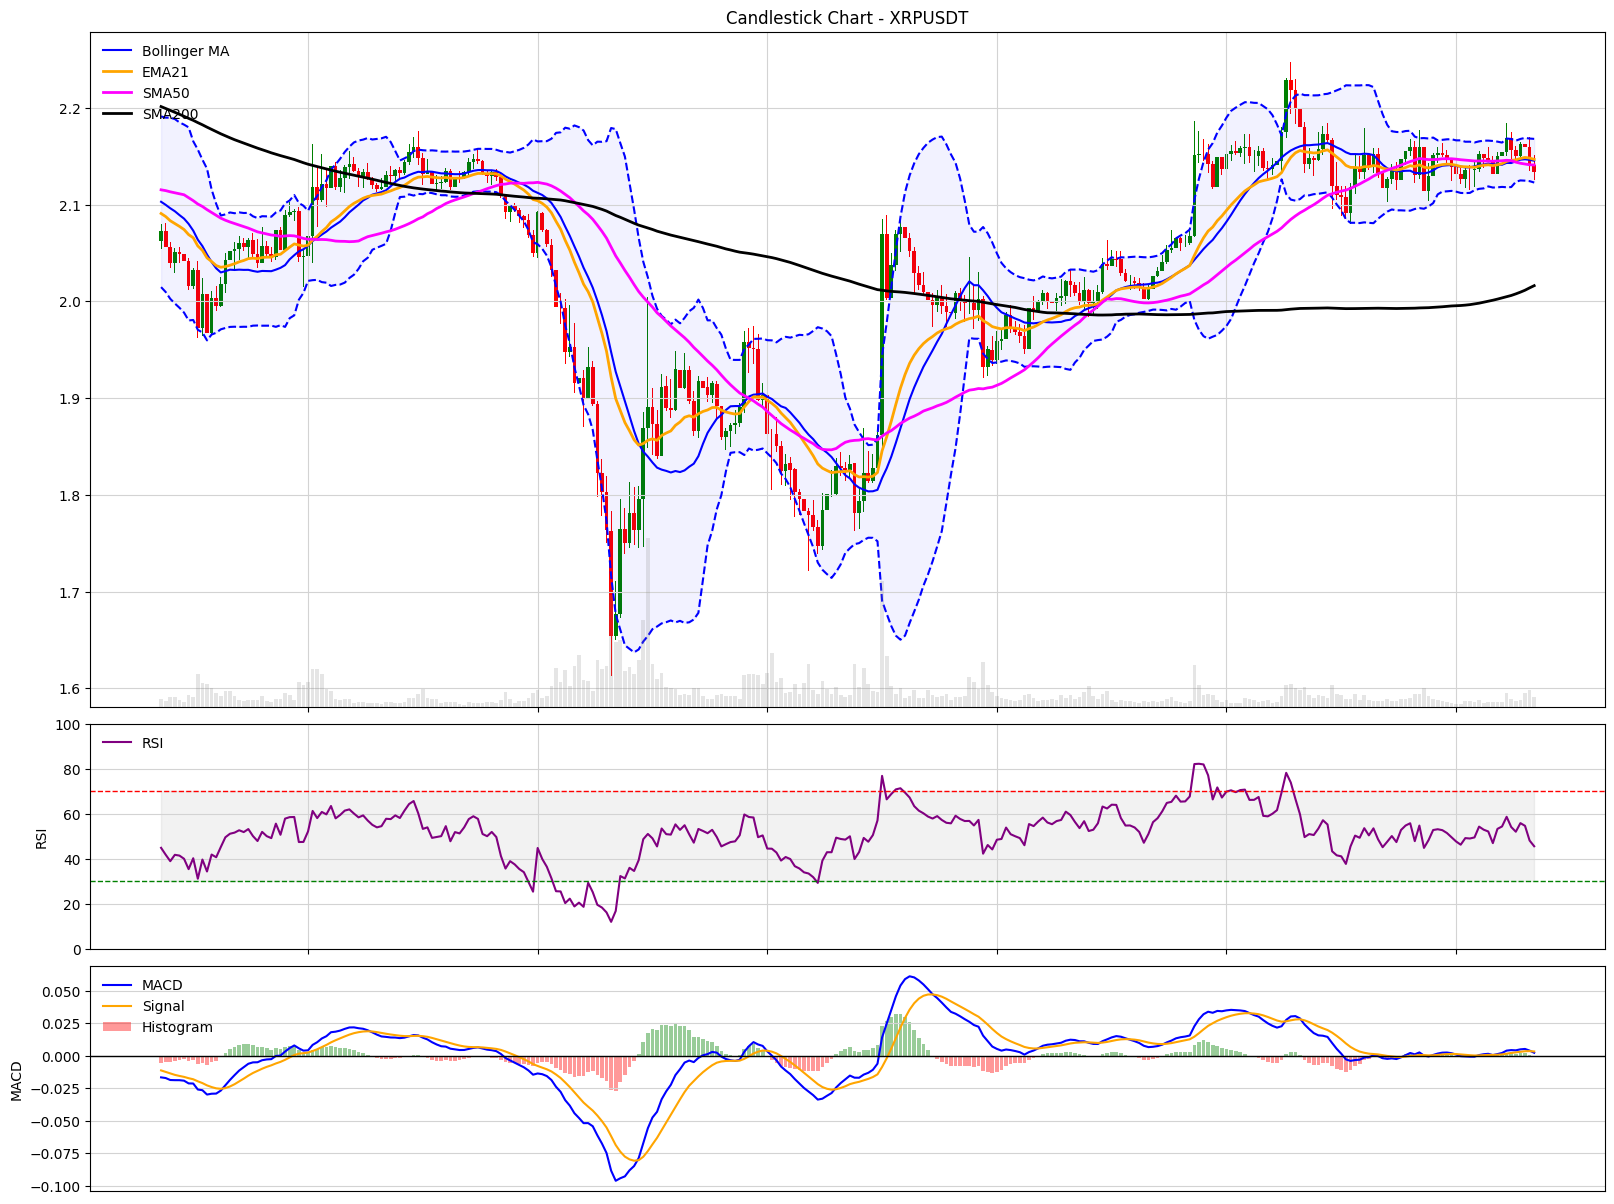 Candlestick Chart - XRPUSDT
Bollinger MA
EMA21
SMA50
SMA200
2.2
2.1
2.0
1.9
1.8
1.7
1.6
RSI
100
80
60
40
20
0
RSI
MACD
Signal
Histogram
0.050
0.025
0.000
−0.025
−0.050
−0.075
−0.100
MACD